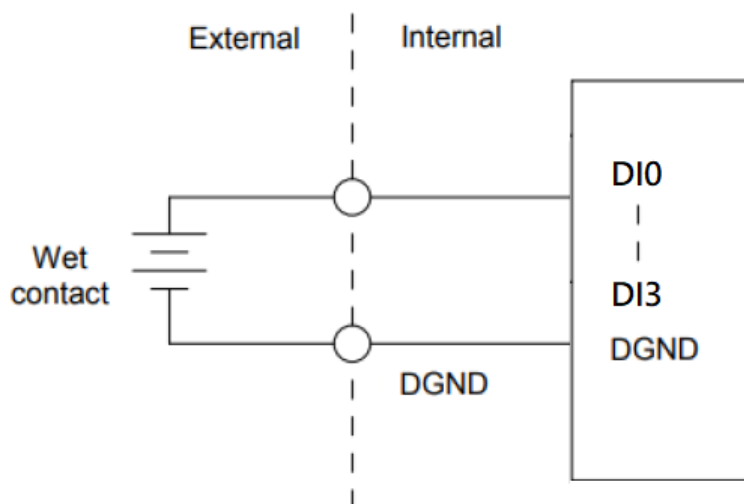 External
Internal
DI0
Wet
contact
DI3
DGND
DGND